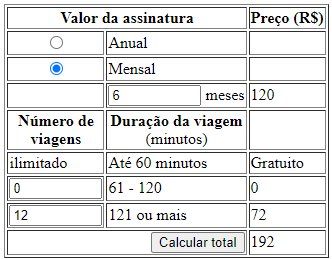 Valor da assinatura Preço (R$)
Anual
Mensal
6 meses 120
Número de viagens Duração da viagem (minutos)
ilimitado Até 60 minutos Gratuito
0 61 - 120 0
12 121 ou mais 72
Calcular total 192